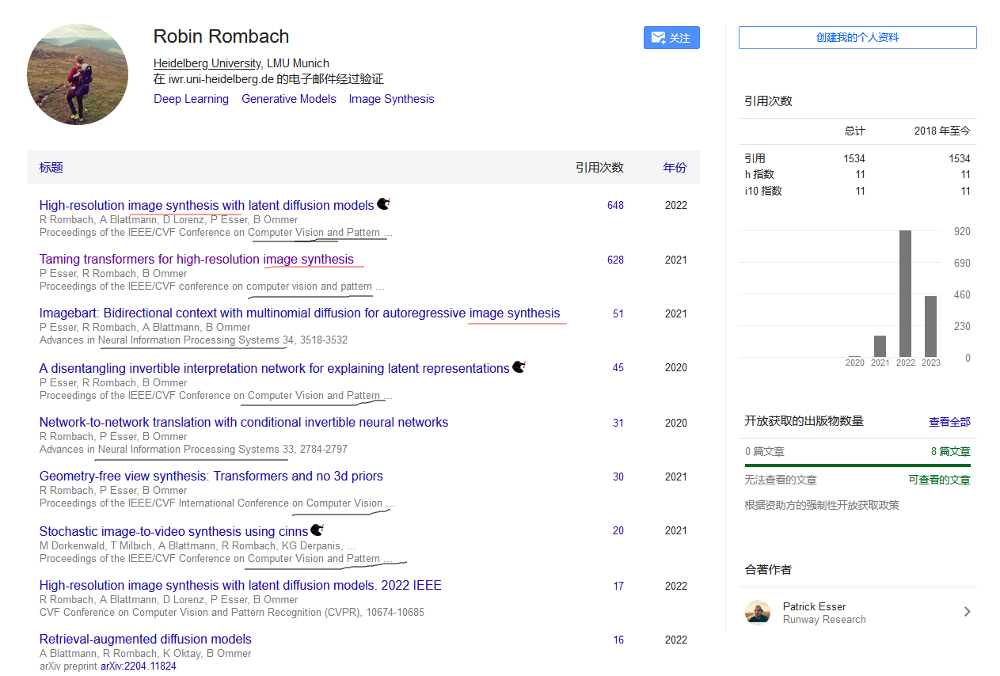 Robin Rombach
关注
Heidelberg University, LMU Munich
在 iwr.uni-heidelberg.de 的电子邮件经过验证
Deep Learning Generative Models Image Synthesis
标题 引用次数 年份
High-resolution image synthesis with latent diffusion models 648 2022
R Rombach, A Blattmann, D Lorenz, P Esser, B Ommer
Proceedings of the IEEE/CVF Conference on Computer Vision and Pattern …
Taming transformers for high-resolution image synthesis 628 2021
P Esser, R Rombach, B Ommer
Proceedings of the IEEE/CVF conference on computer vision and pattern …
Imagebart: Bidirectional context with multinomial diffusion for autoregressive image synthesis 51 2021
P Esser, R Rombach, A Blattmann, B Ommer
Advances in Neural Information Processing Systems 34, 3518-3532
A disentangling invertible interpretation network for explaining latent representations 45 2020
P Esser, R Rombach, B Ommer
Proceedings of the IEEE/CVF Conference on Computer Vision and Pattern …
Network-to-network translation with conditional invertible neural networks 31 2020
R Rombach, P Esser, B Ommer
Advances in Neural Information Processing Systems 33, 2784-2797
Geometry-free view synthesis: Transformers and no 3d priors 30 2021
R Rombach, P Esser, B Ommer
Proceedings of the IEEE/CVF International Conference on Computer Vision …
Stochastic image-to-video synthesis using cinns 20 2021
M Dorkenwald, T Milbich, A Blattmann, R Rombach, KG Derpanis, …
Proceedings of the IEEE/CVF Conference on Computer Vision and Pattern …
High-resolution image synthesis with latent diffusion models. 2022 IEEE 17 2022
R Rombach, A Blattmann, D Lorenz, P Esser, B Ommer
CVF Conference on Computer Vision and Pattern Recognition (CVPR), 10674-10685
Retrieval-augmented diffusion models 16 2022
A Blattmann, R Rombach, K Oktay, B Ommer
arXiv preprint arXiv:2204.11824
创建我的个人资料
引用次数
总计 2018 年至今
引用 1534 1534
h 指数 11 11
i10 指数 11 11
920
690
460
230
0
2020 2021 2022 2023
开放获取的出版物数量 查看全部
0 篇文章 8 篇文章
无法查看的文章 可查看的文章
根据资助方的强制性开放获取政策
合著作者
Patrick Esser
Runway Research